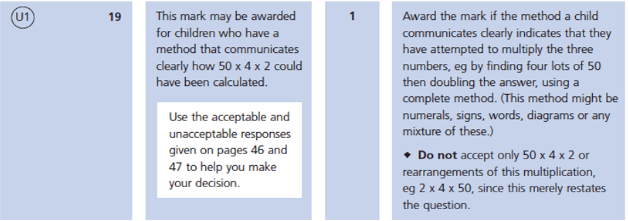 U1
19
This mark may be awarded
for children who have a
method that communicates
clearly how 50 x 4 x 2 could
have been calculated.
Use the acceptable and
unacceptable responses
given on pages 46 and
47 to help you make
your decision.
1
Award the mark if the method a child
communicates clearly indicates that they
have attempted to multiply the three
numbers, eg by finding four lots of 50
then doubling the answer, using a
complete method. (This method might be
numerals, signs, words, diagrams or any
mixture of these.)
◆ Do not accept only 50 x 4 x 2 or
rearrangements of this multiplication,
eg 2 x 4 x 50, since this merely restates
the question.